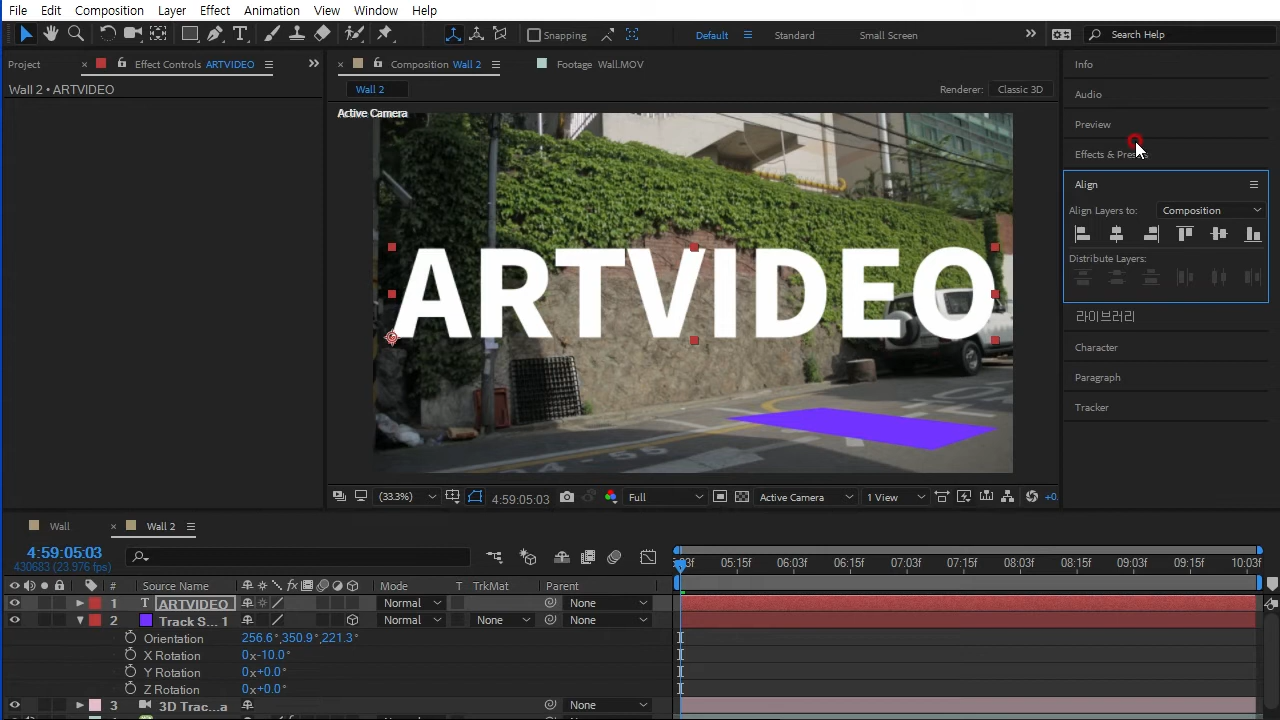 File Edit Composition Layer Effect Animation View Window Help
Snapping Default Standard Small Screen Search Help
Project Effect Controls ARTVIDEO Composition Wall 2 Footage Wall.MOV Info
Wall 2 • ARTVIDEO Wall 2 Renderer: Classic 3D Audio
Active Camera
Preview
Effects &
Align
Align Layers to: Composition
Distribute Layers:
ARTVIDEO
라이브러리
Character
Paragraph
Tracker
(33.3%) 4:59:05:03 Full Active Camera 1 View +0.
Wall Wall 2
4:59:05:03
430683 (23.976 fps)
:03f 05:15f 06:03f 06:15f 07:03f 07:15f 08:03f 08:15f 09:03f 09:15f 10:03f
# Source Name Mode T TrkMat Parent
1 T ARTVIDEO Normal None
2 Track S... 1 Normal None None
Orientation 256.6°,350.9°,221.3°
X Rotation 0x-10.0°
Y Rotation 0x+0.0°
Z Rotation 0x+0.0°
3 3D Trac...a None